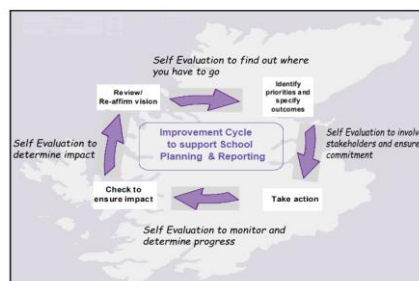 Self Evaluation to find out where
you have to go
Review/
Re-affirm vision
Identify
priorities and
specify
outcomes
Self Evaluation to
determine impact
Improvement Cycle
to support School
Planning & Reporting
Self Evaluation to involve
stakeholders and ensure
commitment
Check to
ensure impact
Take action
Self Evaluation to monitor and
determine progress